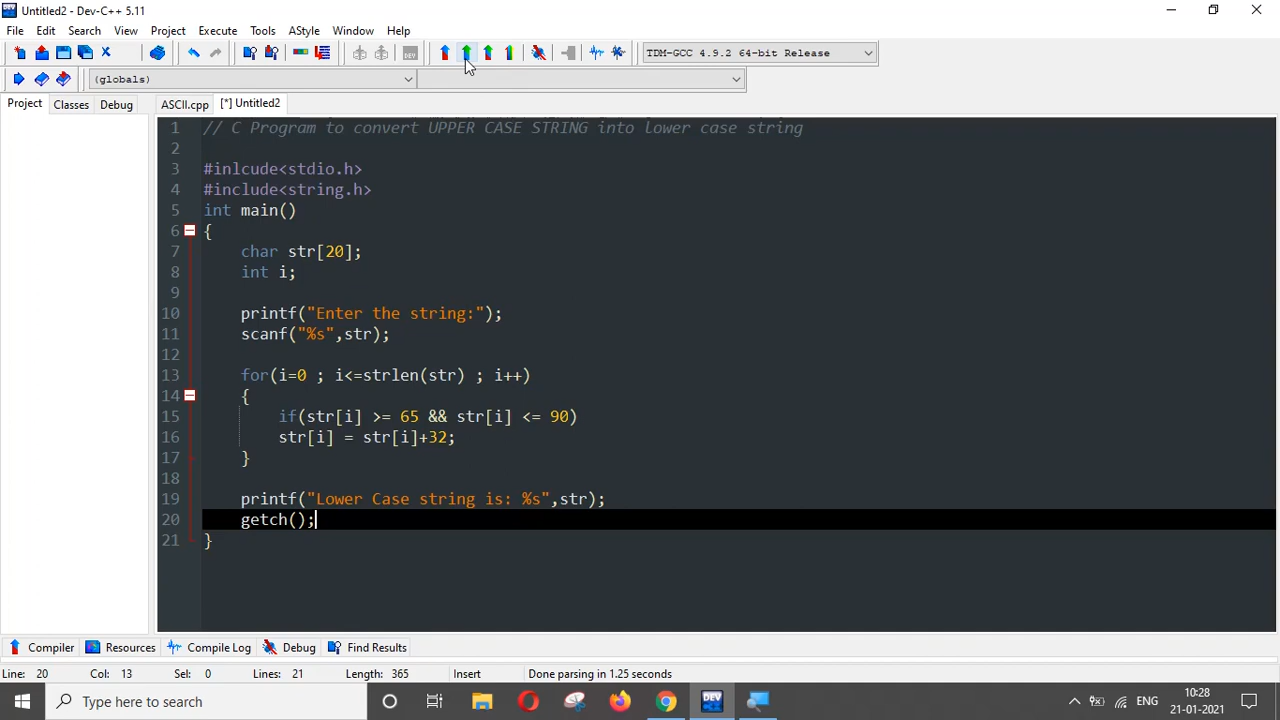 Untitled2 - Dev-C++ 5.11
File Edit Search View Project Execute Tools AStyle Window Help
DEV
TDM-GCC 4.9.2 64-bit Release
(globals)
Project Classes Debug ASCII.cpp [*] Untitled2
1 // C Program to convert UPPER CASE STRING into lower case string
2
3 #inlcude<stdio.h>
4 #include<string.h>
5 int main()
6 {
7 char str[20];
8 int i;
9
10 printf("Enter the string:");
11 scanf("%s",str);
12
13 for(i=0 ; i<=strlen(str) ; i++)
14 {
15 if(str[i] >= 65 && str[i] <= 90)
16 str[i] = str[i]+32;
17 }
18
19 printf("Lower Case string is: %s",str);
20 getch();
21 }
Compiler Resources Compile Log Debug Find Results
Line: 20 Col: 13 Sel: 0 Lines: 21 Length: 365 Insert Done parsing in 1.25 seconds
Type here to search DEV ENG 10:28
21-01-2021